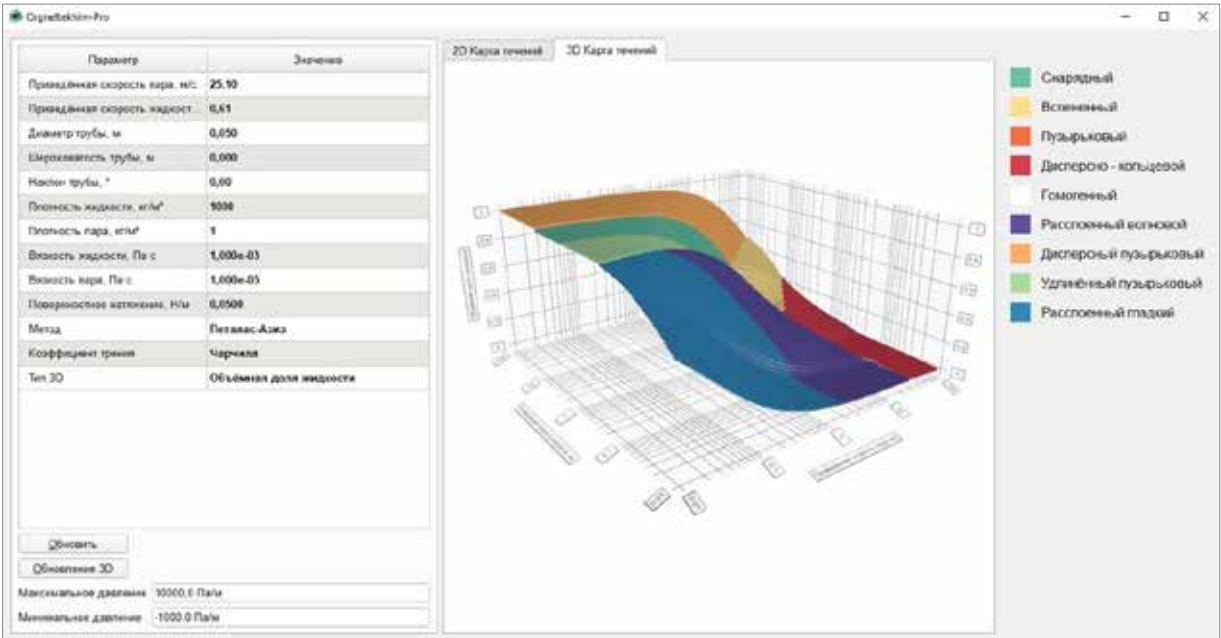 Orgneftekhim-Pro
Параметр Значение
Приведённая скорость пара, м/с 25.10
Приведённая скорость жидкост... 0,61
Диаметр трубы, м 0,050
Шероховатость трубы, м 0,000
Наклон трубы, ° 0,00
Плотность жидкости, кг/м³ 1000
Плотность пара, кг/м³ 1
Вязкость жидкости, Па с 1,000e-03
Вязкость пара, Па с 1,000e-03
Поверхностное натяжение, Н/м 0,0500
Метод Петалас-Азиз
Коэффициент трения Чорчилл
Тип 3D Объёмная доля жидкости
Обновить
Обновление 3D
Максимальное давление 10000,0 Па/м
Минимальное давление -1000.0 Па/м
2D Карта течений 3D Карта течений
Снарядный
Вспененный
Пузырьковый
Дисперсно - кольцевой
Гомогенный
Расслоенный волновой
Дисперсный пузырьковый
Удлинённый пузырьковый
Расслоенный гладкий